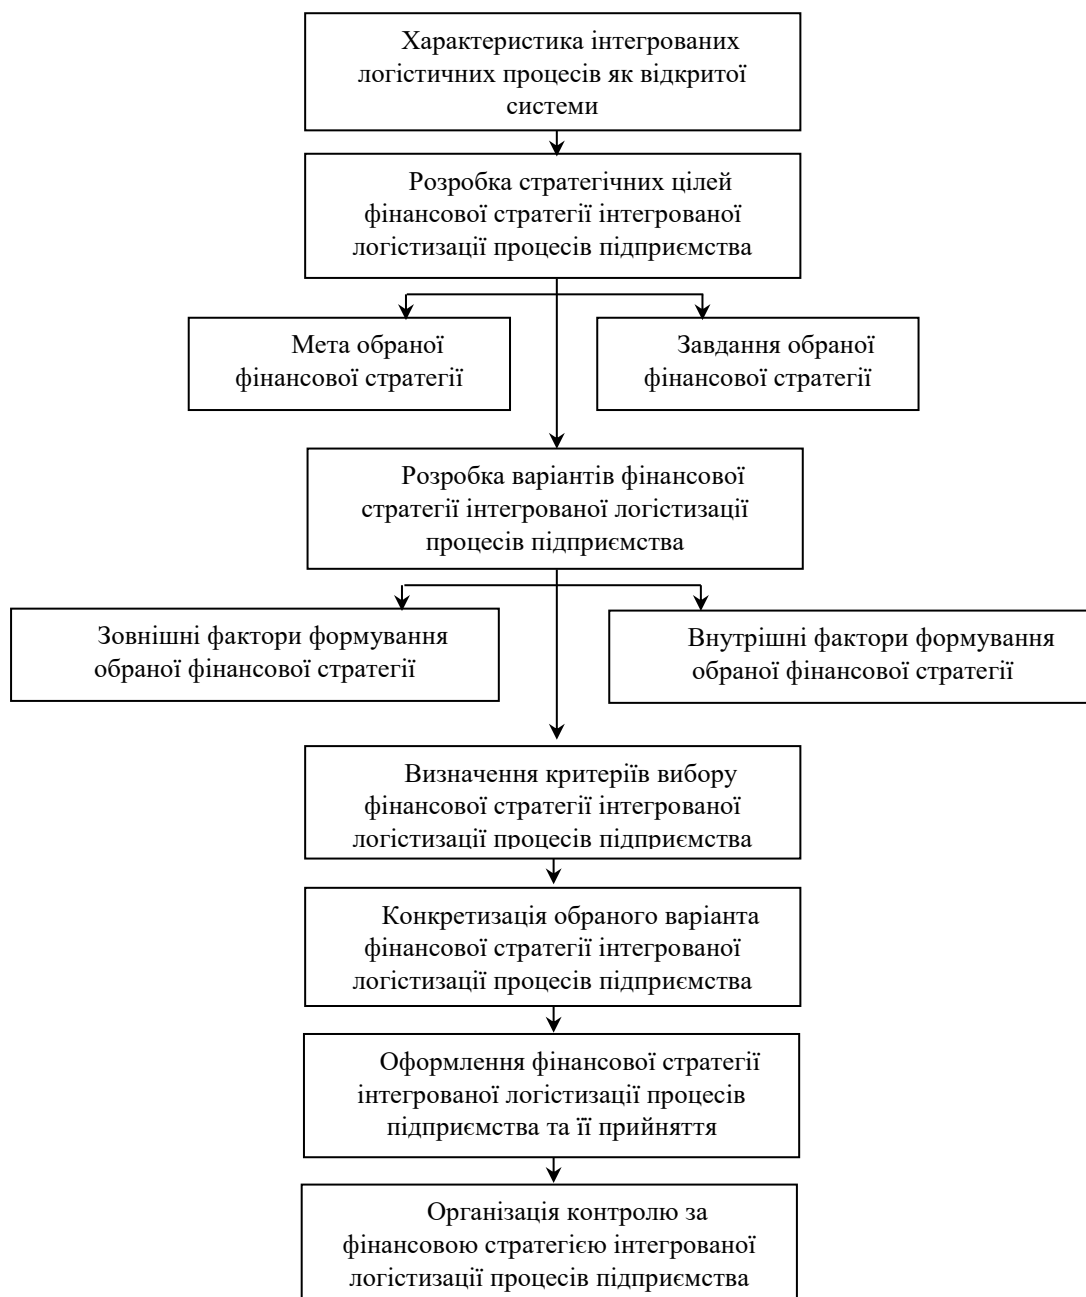 Характеристика інтегрованих
логістичних процесів як відкритої
системи
Розробка стратегічних цілей
фінансової стратегії інтегрованої
логістизації процесів підприємства
Мета обраної
фінансової стратегії
Завдання обраної
фінансової стратегії
Розробка варіантів фінансової
стратегії інтегрованої логістизації
процесів підприємства
Зовнішні фактори формування
обраної фінансової стратегії
Внутрішні фактори формування
обраної фінансової стратегії
Визначення критеріїв вибору
фінансової стратегії інтегрованої
логістизації процесів підприємства
Конкретизація обраного варіанта
фінансової стратегії інтегрованої
логістизації процесів підприємства
Оформлення фінансової стратегії
інтегрованої логістизації процесів
підприємства та її прийняття
Організація контролю за
фінансовою стратегією інтегрованої
логістизації процесів підприємства